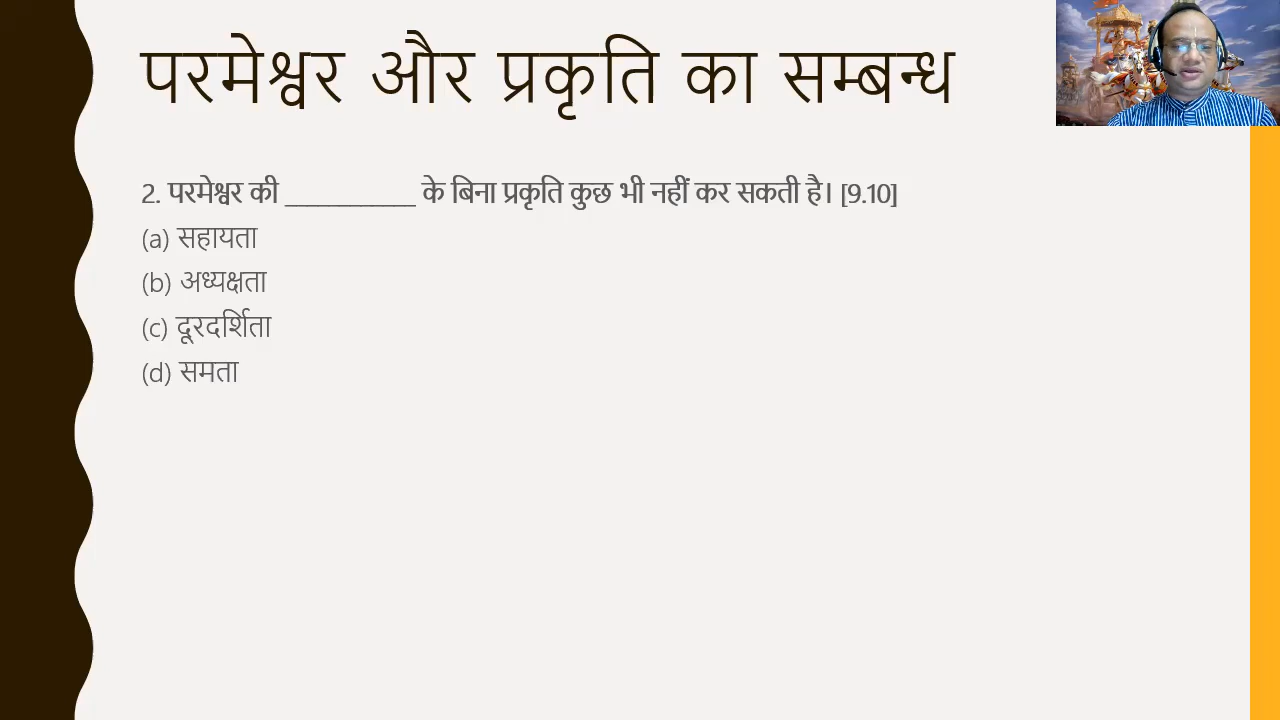 परमेश्वर और प्रकृति का सम्बन्ध
2. परमेश्वर की ____________ के बिना प्रकृति कुछ भी नहीं कर सकती है। [9.10]
(a) सहायता
(b) अध्यक्षता
(c) दूरदर्शिता
(d) समता